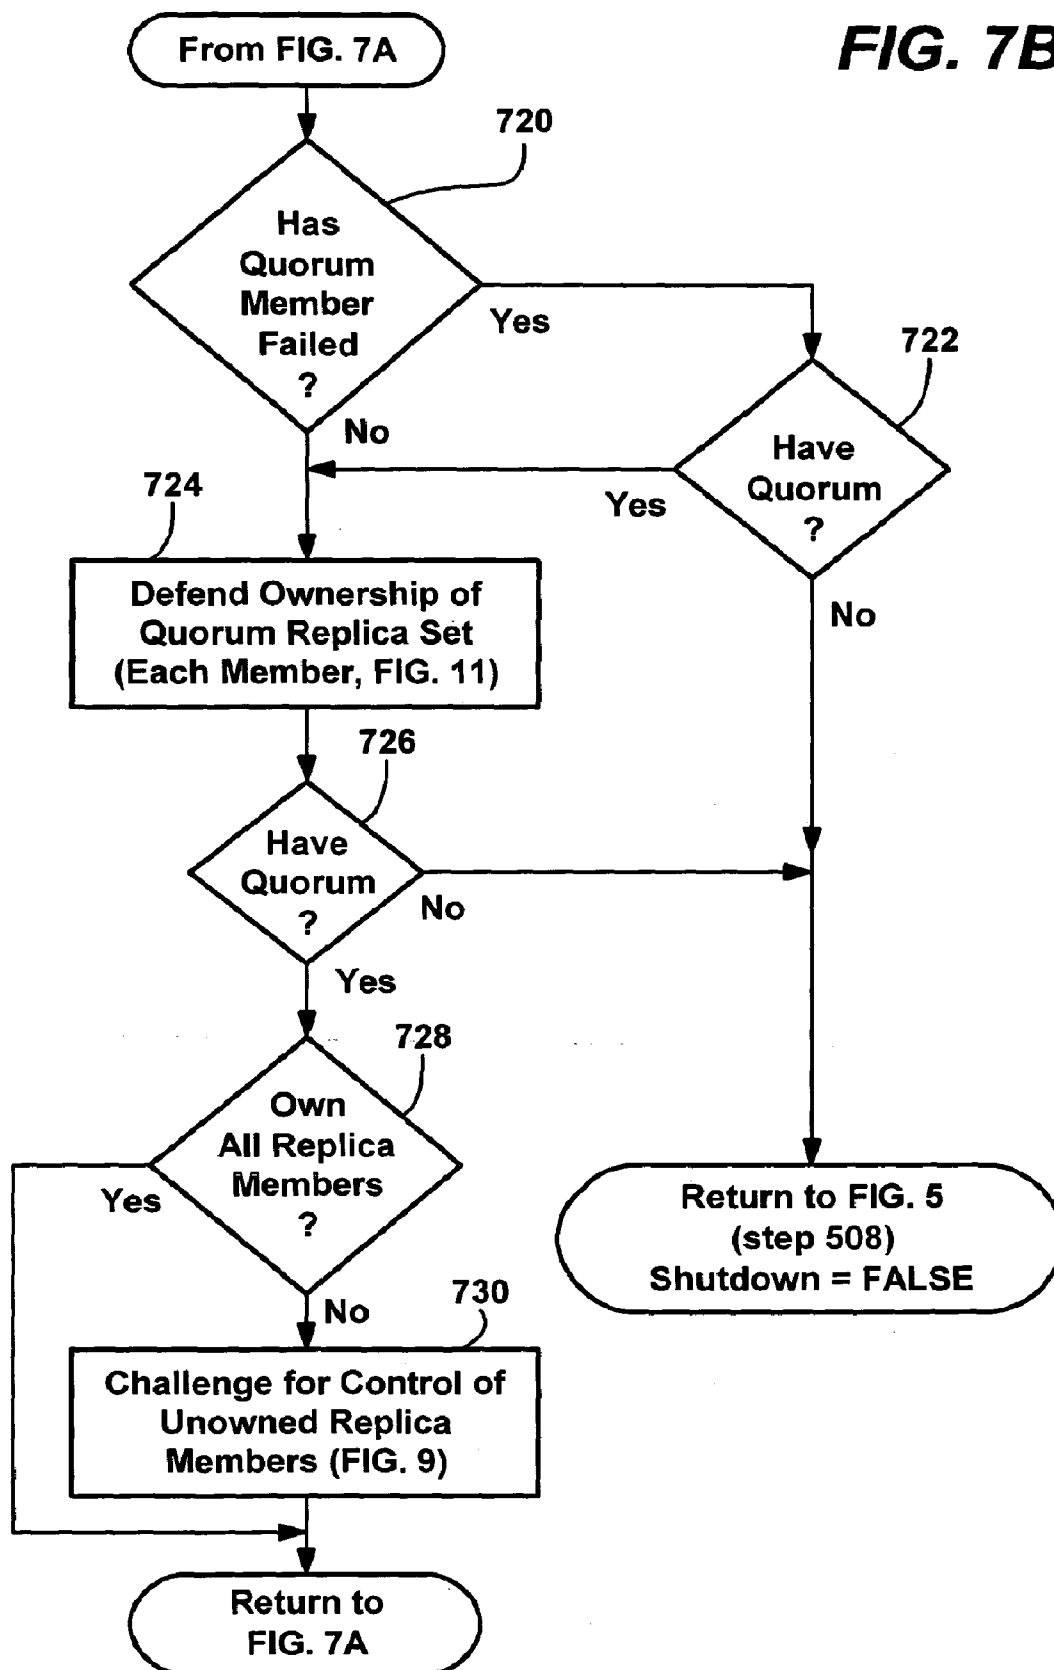 From FIG. 7A
FIG. 7B
720
Has
Quorum
Member
Failed
?
Yes
722
No
Have
Quorum
?
Yes
724
No
Defend Ownership of
Quorum Replica Set
(Each Member, FIG. 11)
726
Have
Quorum
?
No
Yes
728
Own
All Replica
Members
?
Yes
Return to FIG. 5
(step 508)
Shutdown = FALSE
No
730
Challenge for Control of
Unowned Replica
Members (FIG. 9)
Return to
FIG. 7A